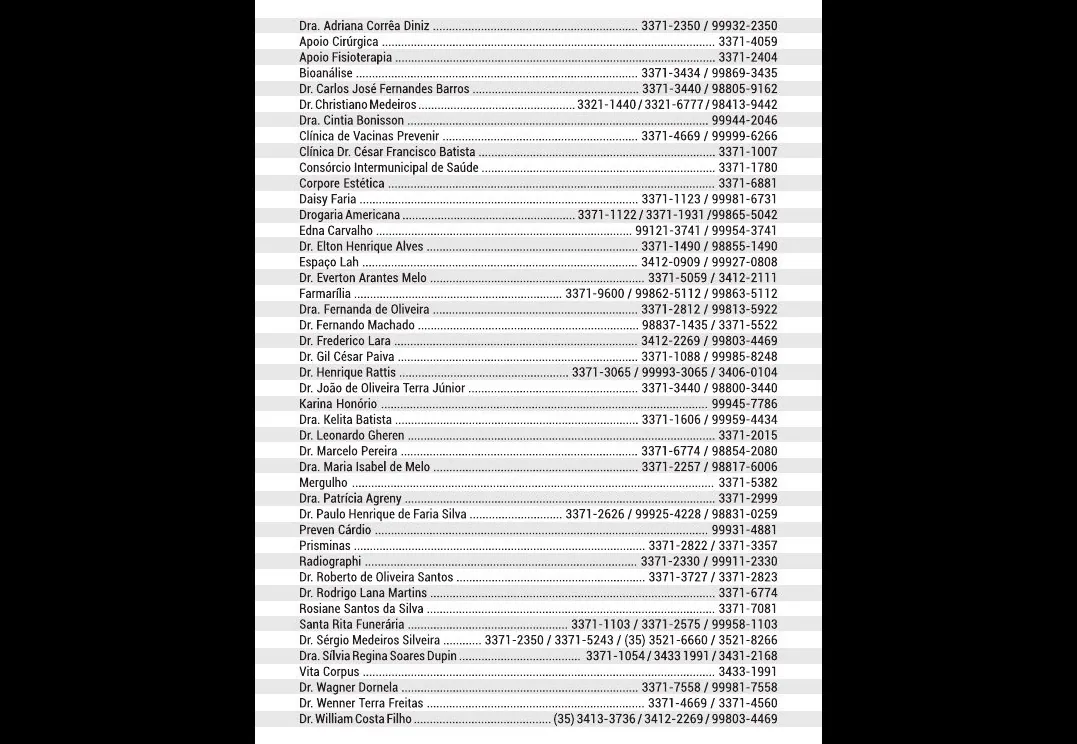 Dra. Adriana Corrêa Diniz ............................................................... 3371-2350 / 99932-2350
Apoio Cirúrgica ....................................................................................................... 3371-4059
Apoio Fisioterapia .................................................................................................. 3371-2404
Bioanálise ...................................................................................... 3371-3434 / 99869-3435
Dr. Carlos José Fernandes Barros ................................................... 3371-3440 / 98805-9162
Dr. Christiano Medeiros ................................................ 3321-1440 / 3321-6777 / 98413-9442
Dra. Cintia Bonisson ............................................................................................ 99944-2046
Clínica de Vacinas Prevenir ............................................................ 3371-4669 / 99999-6266
Clínica Dr. César Francisco Batista ......................................................................... 3371-1007
Consórcio Intermunicipal de Saúde ....................................................................... 3371-1780
Corpore Estética .................................................................................................... 3371-6881
Daisy Faria ..................................................................................... 3371-1123 / 99981-6731
Drogaria Americana ..................................................... 3371-1122 / 3371-1931 /99865-5042
Edna Carvalho ............................................................................... 99121-3741 / 99954-3741
Dr. Elton Henrique Alves ................................................................. 3371-1490 / 98855-1490
Espaço Lah .................................................................................... 3412-0909 / 99927-0808
Dr. Everton Arantes Melo .................................................................. 3371-5059 / 3412-2111
Farmarília ................................................................ 3371-9600 / 99862-5112 / 99863-5112
Dra. Fernanda de Oliveira ................................................................ 3371-2812 / 99813-5922
Dr. Fernando Machado .................................................................... 98837-1435 / 3371-5522
Dr. Frederico Lara ........................................................................... 3412-2269 / 99803-4469
Dr. Gil César Paiva .......................................................................... 3371-1088 / 99985-8248
Dr. Henrique Rattis .................................................... 3371-3065 / 99993-3065 / 3406-0104
Dr. João de Oliveira Terra Júnior .................................................... 3371-3440 / 98800-3440
Karina Honório .................................................................................................... 99945-7786
Dra. Kelita Batista ........................................................................... 3371-1606 / 99959-4434
Dr. Leonardo Gheren ............................................................................................... 3371-2015
Dr. Marcelo Pereira ......................................................................... 3371-6774 / 98854-2080
Dra. Maria Isabel de Melo ............................................................... 3371-2257 / 98817-6006
Mergulho .............................................................................................................. 3371-5382
Dra. Patrícia Agreny ................................................................................................ 3371-2999
Dr. Paulo Henrique de Faria Silva ............................ 3371-2626 / 99925-4228 / 98831-0259
Preven Cárdio ...................................................................................................... 99931-4881
Prisminas ......................................................................................... 3371-2822 / 3371-3357
Radiographi .................................................................................... 3371-2330 / 99911-2330
Dr. Roberto de Oliveira Santos .......................................................... 3371-3727 / 3371-2823
Dr. Rodrigo Lana Martins ........................................................................................ 3371-6774
Rosiane Santos da Silva ......................................................................................... 3371-7081
Santa Rita Funerária .................................................. 3371-1103 / 3371-2575 / 99958-1103
Dr. Sérgio Medeiros Silveira ............ 3371-2350 / 3371-5243 / (35) 3521-6660 / 3521-8266
Dra. Sílvia Regina Soares Dupin ...................................... 3371-1054 / 3433 1991 / 3431-2168
Vita Corpus ............................................................................................................ 3433-1991
Dr. Wagner Dornela ......................................................................... 3371-7558 / 99981-7558
Dr. Wenner Terra Freitas .................................................................... 3371-4669 / 3371-4560
Dr. William Costa Filho .......................................... (35) 3413-3736 / 3412-2269 / 99803-4469